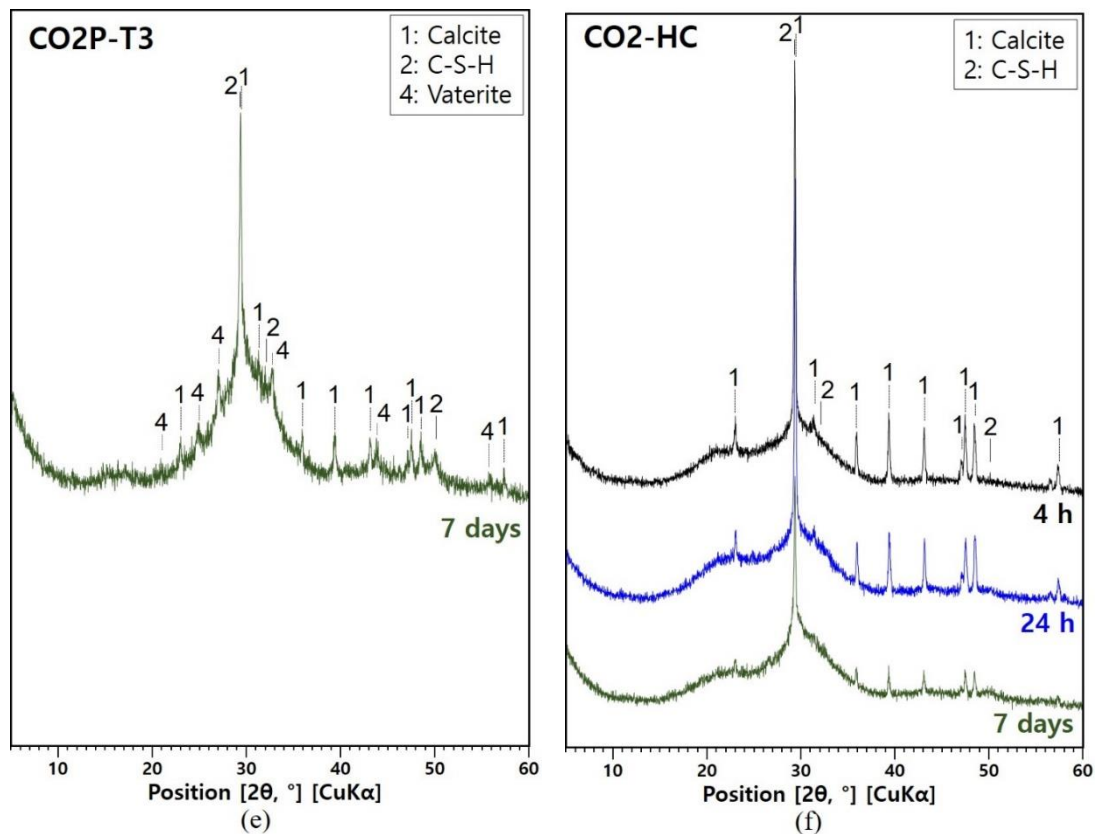 CO2P-T3
1: Calcite
2: C-S-H
4: Vaterite
21
4 1 4 4 1 2 4 1 1 1 4 1 1 1 2 4 1
7 days
10 20 30 40 50 60
Position [2θ, °] [CuKα]
(e)
CO2-HC
1: Calcite
2: C-S-H
21
1 1 2 1 1 1 1 1 1 2 1
4 h
24 h
7 days
10 20 30 40 50 60
Position [2θ, °] [CuKα]
(f)